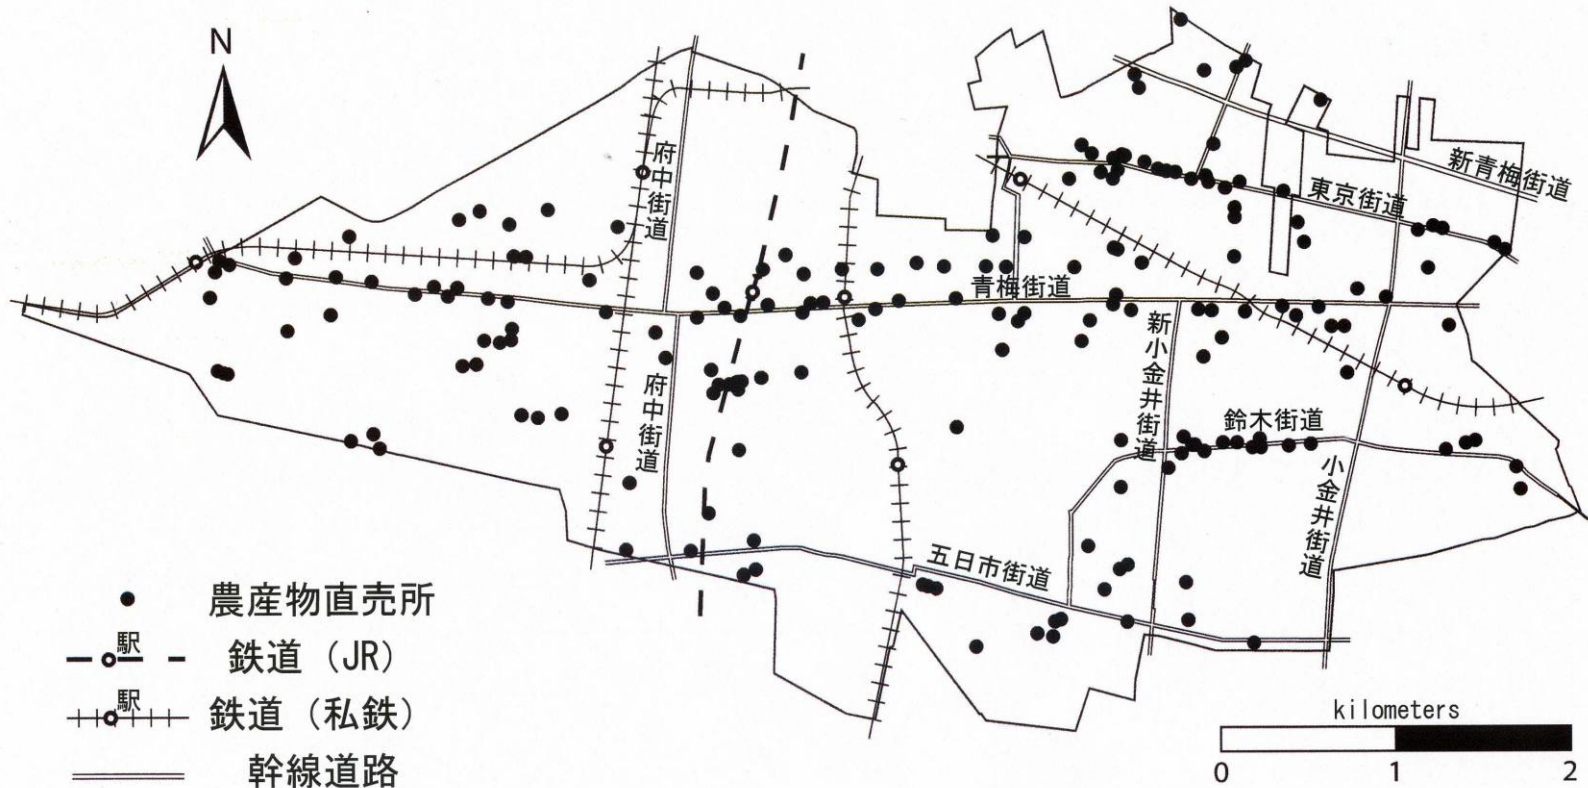 N
府中街道
新青梅街道
東京街道
青梅街道
新小金井街道
府中街道
鈴木街道
小金井街道
五日市街道
農産物直売所
駅
鉄道（JR）
駅
鉄道（私鉄）
幹線道路
kilometers
0 1 2